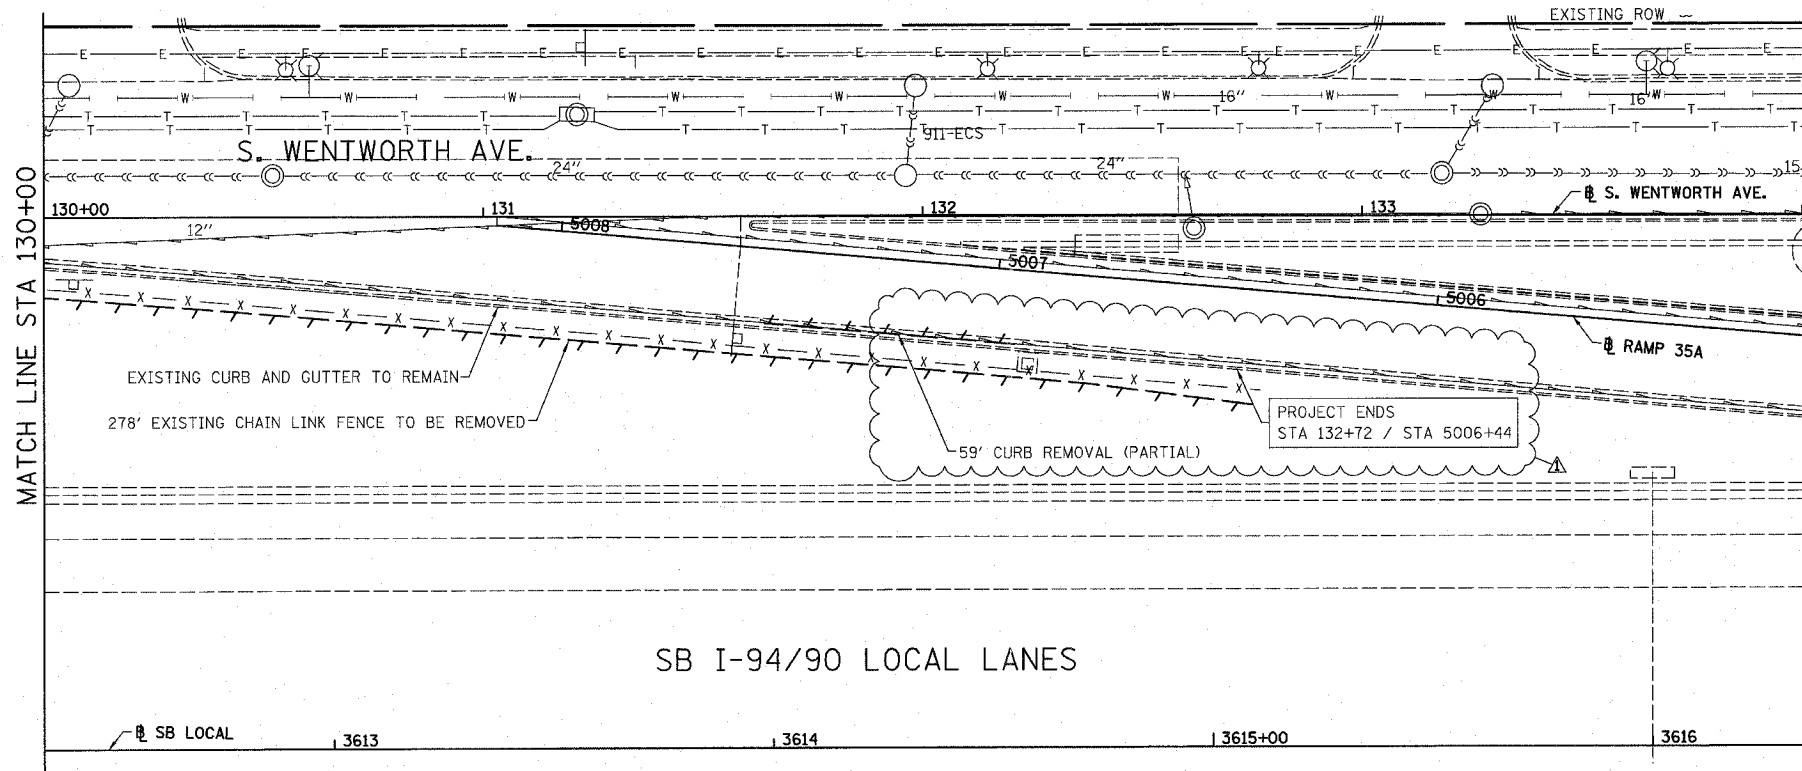 EXISTING ROW
E E E E E E E E E E E E E E E E E E E E E E E
W W W W W W W 16" W 16" W W
T T T T T T T T T T T T T T T T
T T T T T T T T T T T T T T T T T T
911-ECS
S. WENTWORTH AVE.
24" 24" 15
130+00 131 132 133
℄ S. WENTWORTH AVE.
12"
5008
5007
5006
℄ RAMP 35A
MATCH LINE STA 130+00
X X X X X X X X X X X X X X X X X X X X X X X
EXISTING CURB AND GUTTER TO REMAIN
278' EXISTING CHAIN LINK FENCE TO BE REMOVED
PROJECT ENDS
STA 132+72 / STA 5006+44
59' CURB REMOVAL (PARTIAL)
1
SB I-94/90 LOCAL LANES
℄ SB LOCAL
3613 3614 3615+00 3616